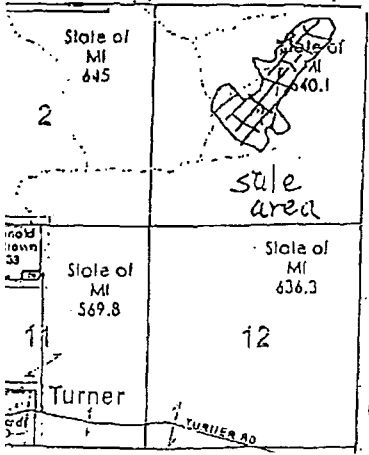 State of
MI
645
2
State of
MI
640.1
sale
area
State of
MI
569.8
11
State of
MI
636.3
12
Turner
TURNER RD